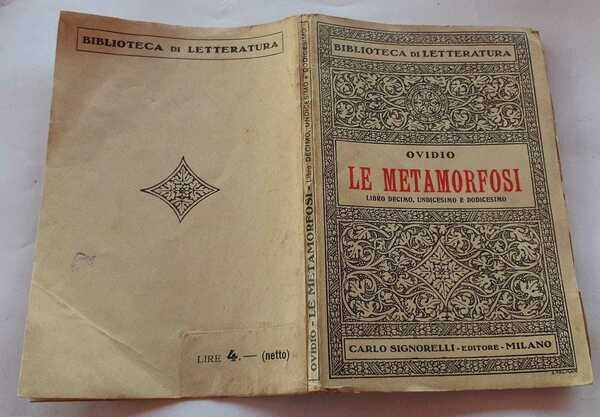 BIBLIOTECA DI LETTERATURA
LIRE 4.— (netto)
OVIDIO - LE METAMORFOSI - Libro DECIMO, UNDICESIMO E DODICESIMO
BIBLIOTECA DI LETTERATURA
OVIDIO
LE METAMORFOSI
LIBRO DECIMO, UNDICESIMO E DODICESIMO
CARLO SIGNORELLI - EDITORE - MILANO